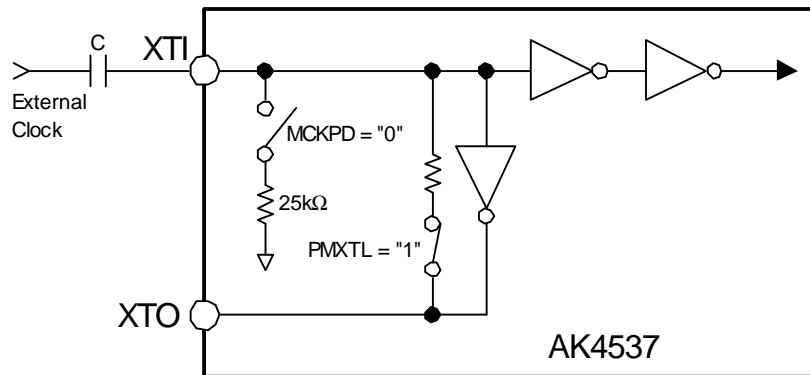 C
XTI
External
Clock
MCKPD = "0"
25kΩ
PMXTL = "1"
XTO
AK4537